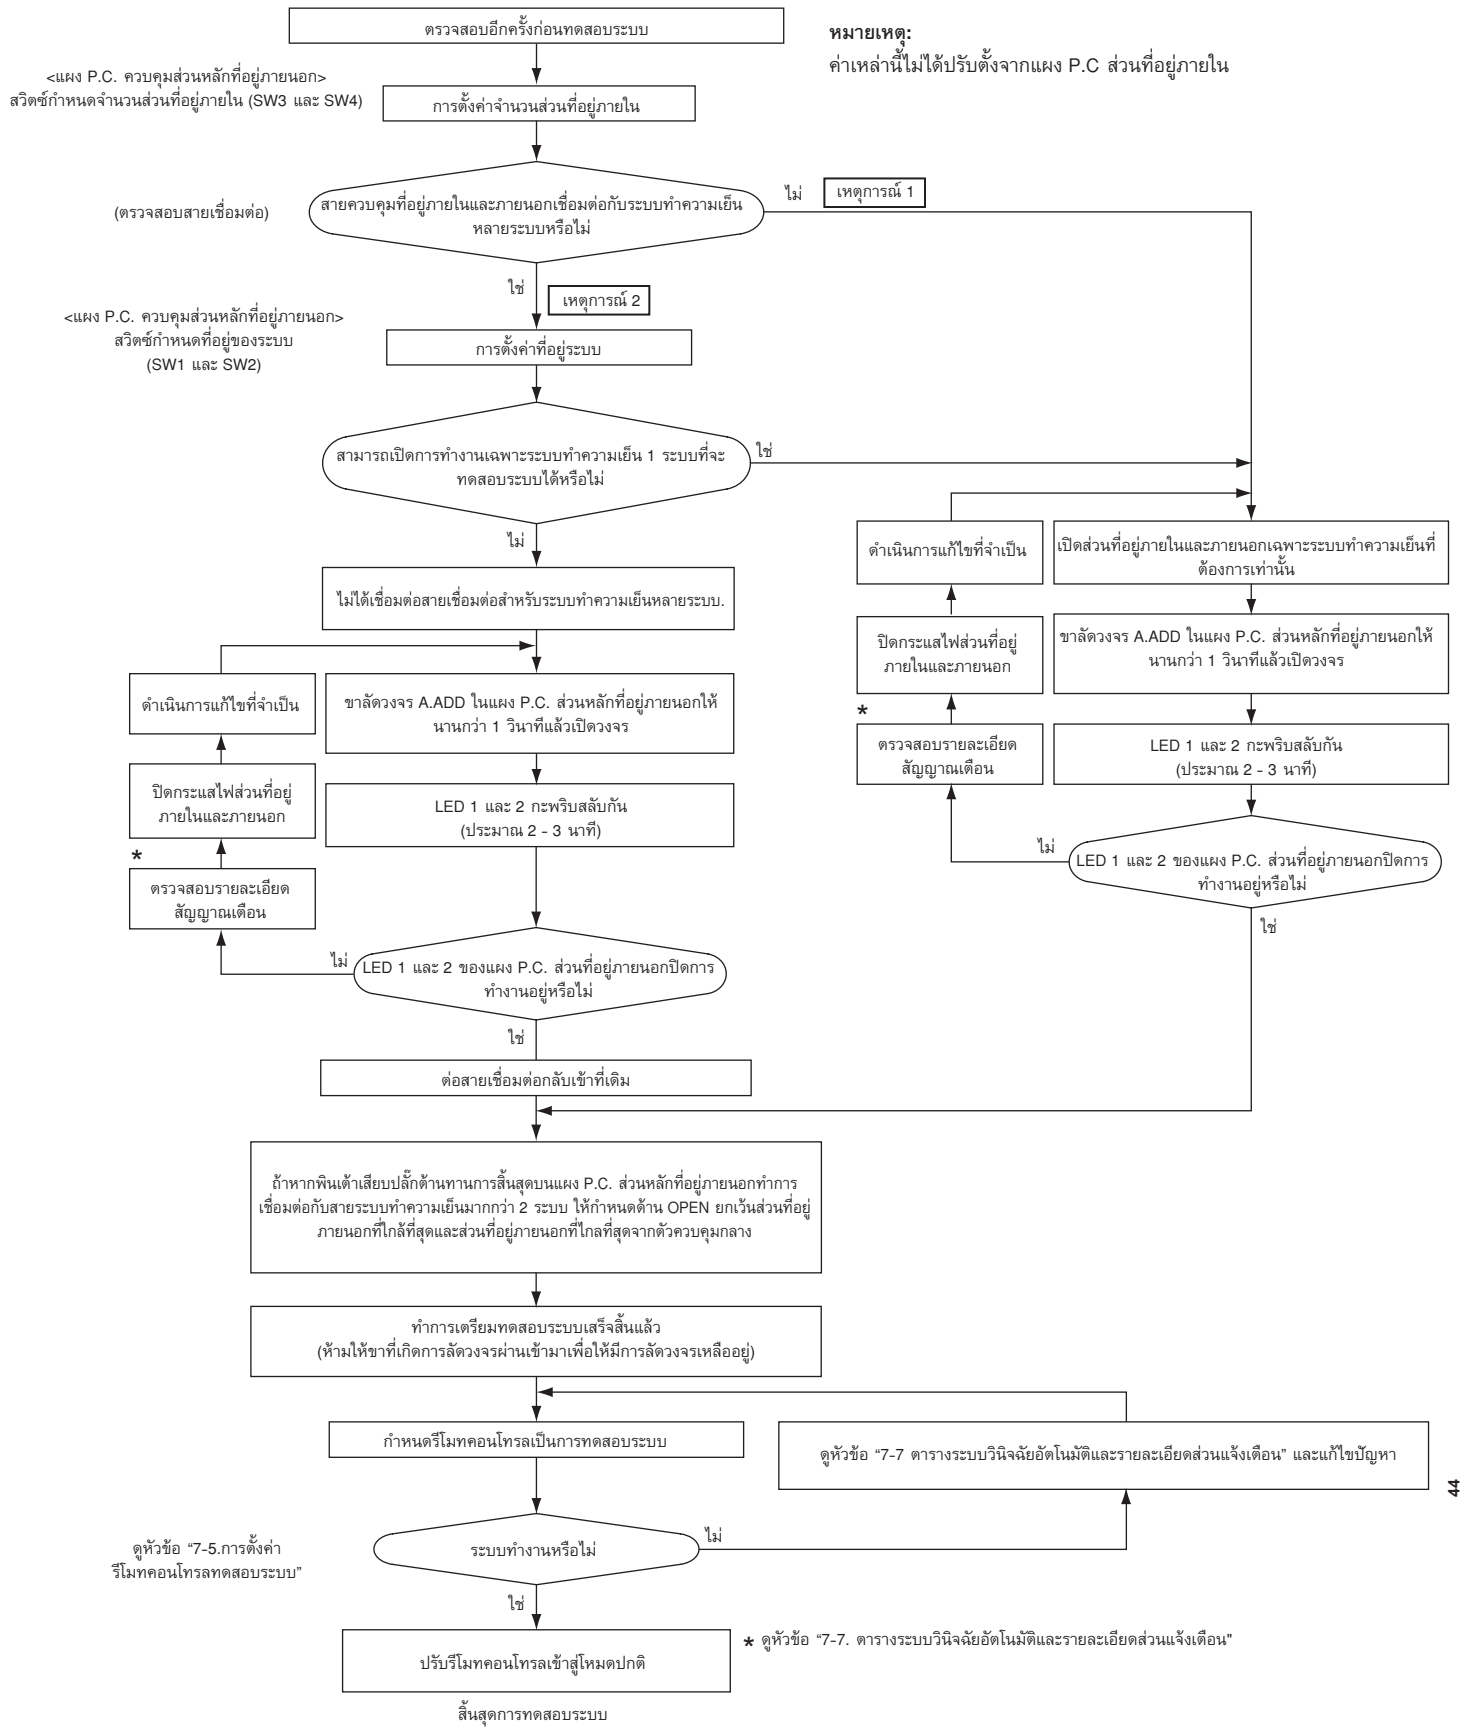 ตรวจสอบอีกครั้งก่อนทดสอบระบบ
หมายเหตุ:
ค่าเหล่านี้ไม่ได้ปรับตั้งจากแผง P.C ส่วนที่อยู่ภายใน
<แผง P.C. ควบคุมส่วนหลักที่อยู่ภายนอก>
สวิตซ์กำหนดจำนวนส่วนที่อยู่ภายใน (SW3 และ SW4)
การตั้งค่าจำนวนส่วนที่อยู่ภายใน
(ตรวจสอบสายเชื่อมต่อ)
สายควบคุมที่อยู่ภายในและภายนอกเชื่อมต่อกับระบบทำความเย็น
หลายระบบหรือไม่
ไม่
เหตุการณ์ 1
ใช่
เหตุการณ์ 2
<แผง P.C. ควบคุมส่วนหลักที่อยู่ภายนอก>
สวิตซ์กำหนดที่อยู่ของระบบ
(SW1 และ SW2)
การตั้งค่าที่อยู่ระบบ
สามารถเปิดการทำงานเฉพาะระบบทำความเย็น 1 ระบบที่จะ
ทดสอบระบบได้หรือไม่
ใช่
ไม่
ไม่ได้เชื่อมต่อสายเชื่อมต่อสำหรับระบบทำความเย็นหลายระบบ.
ดำเนินการแก้ไขที่จำเป็น
ขาลัดวงจร A.ADD ในแผง P.C. ส่วนหลักที่อยู่ภายนอกให้
นานกว่า 1 วินาทีแล้วเปิดวงจร
ปิดกระแสไฟส่วนที่อยู่
ภายในและภายนอก
LED 1 และ 2 กะพริบสลับกัน
(ประมาณ 2 - 3 นาที)
*
ตรวจสอบรายละเอียด
สัญญาณเตือน
ไม่
LED 1 และ 2 ของแผง P.C. ส่วนที่อยู่ภายนอกปิดการ
ทำงานอยู่หรือไม่
ใช่
ต่อสายเชื่อมต่อกลับเข้าที่เดิม
ดำเนินการแก้ไขที่จำเป็น
เปิดส่วนที่อยู่ภายในและภายนอกเฉพาะระบบทำความเย็นที่
ต้องการเท่านั้น
ปิดกระแสไฟส่วนที่อยู่
ภายในและภายนอก
ขาลัดวงจร A.ADD ในแผง P.C. ส่วนหลักที่อยู่ภายนอกให้
นานกว่า 1 วินาทีแล้วเปิดวงจร
*
ตรวจสอบรายละเอียด
สัญญาณเตือน
LED 1 และ 2 กะพริบสลับกัน
(ประมาณ 2 - 3 นาที)
ไม่
LED 1 และ 2 ของแผง P.C. ส่วนที่อยู่ภายนอกปิดการ
ทำงานอยู่หรือไม่
ใช่
ถ้าหากพินเต้าเสียบปลั๊กต้านทานการสิ้นสุดบนแผง P.C. ส่วนหลักที่อยู่ภายนอกทำการ
เชื่อมต่อกับสายระบบทำความเย็นมากกว่า 2 ระบบ ให้กำหนดด้าน OPEN ยกเว้นส่วนที่อยู่
ภายนอกที่ใกล้ที่สุดและส่วนที่อยู่ภายนอกที่ไกลที่สุดจากตัวควบคุมกลาง
ทำการเตรียมทดสอบระบบเสร็จสิ้นแล้ว
(ห้ามให้ขาที่เกิดการลัดวงจรผ่านเข้ามาเพื่อให้มีการลัดวงจรเหลืออยู่)
กำหนดรีโมทคอนโทรลเป็นการทดสอบระบบ
ดูหัวข้อ “7-7 ตารางระบบวินิจฉัยอัตโนมัติและรายละเอียดส่วนแจ้งเตือน” และแก้ไขปัญหา
44
ดูหัวข้อ “7-5.การตั้งค่า
รีโมทคอนโทรลทดสอบระบบ”
ระบบทำงานหรือไม่
ไม่
ใช่
ปรับรีโมทคอนโทรลเข้าสู่โหมดปกติ
* ดูหัวข้อ “7-7. ตารางระบบวินิจฉัยอัตโนมัติและรายละเอียดส่วนแจ้งเตือน"
สิ้นสุดการทดสอบระบบ